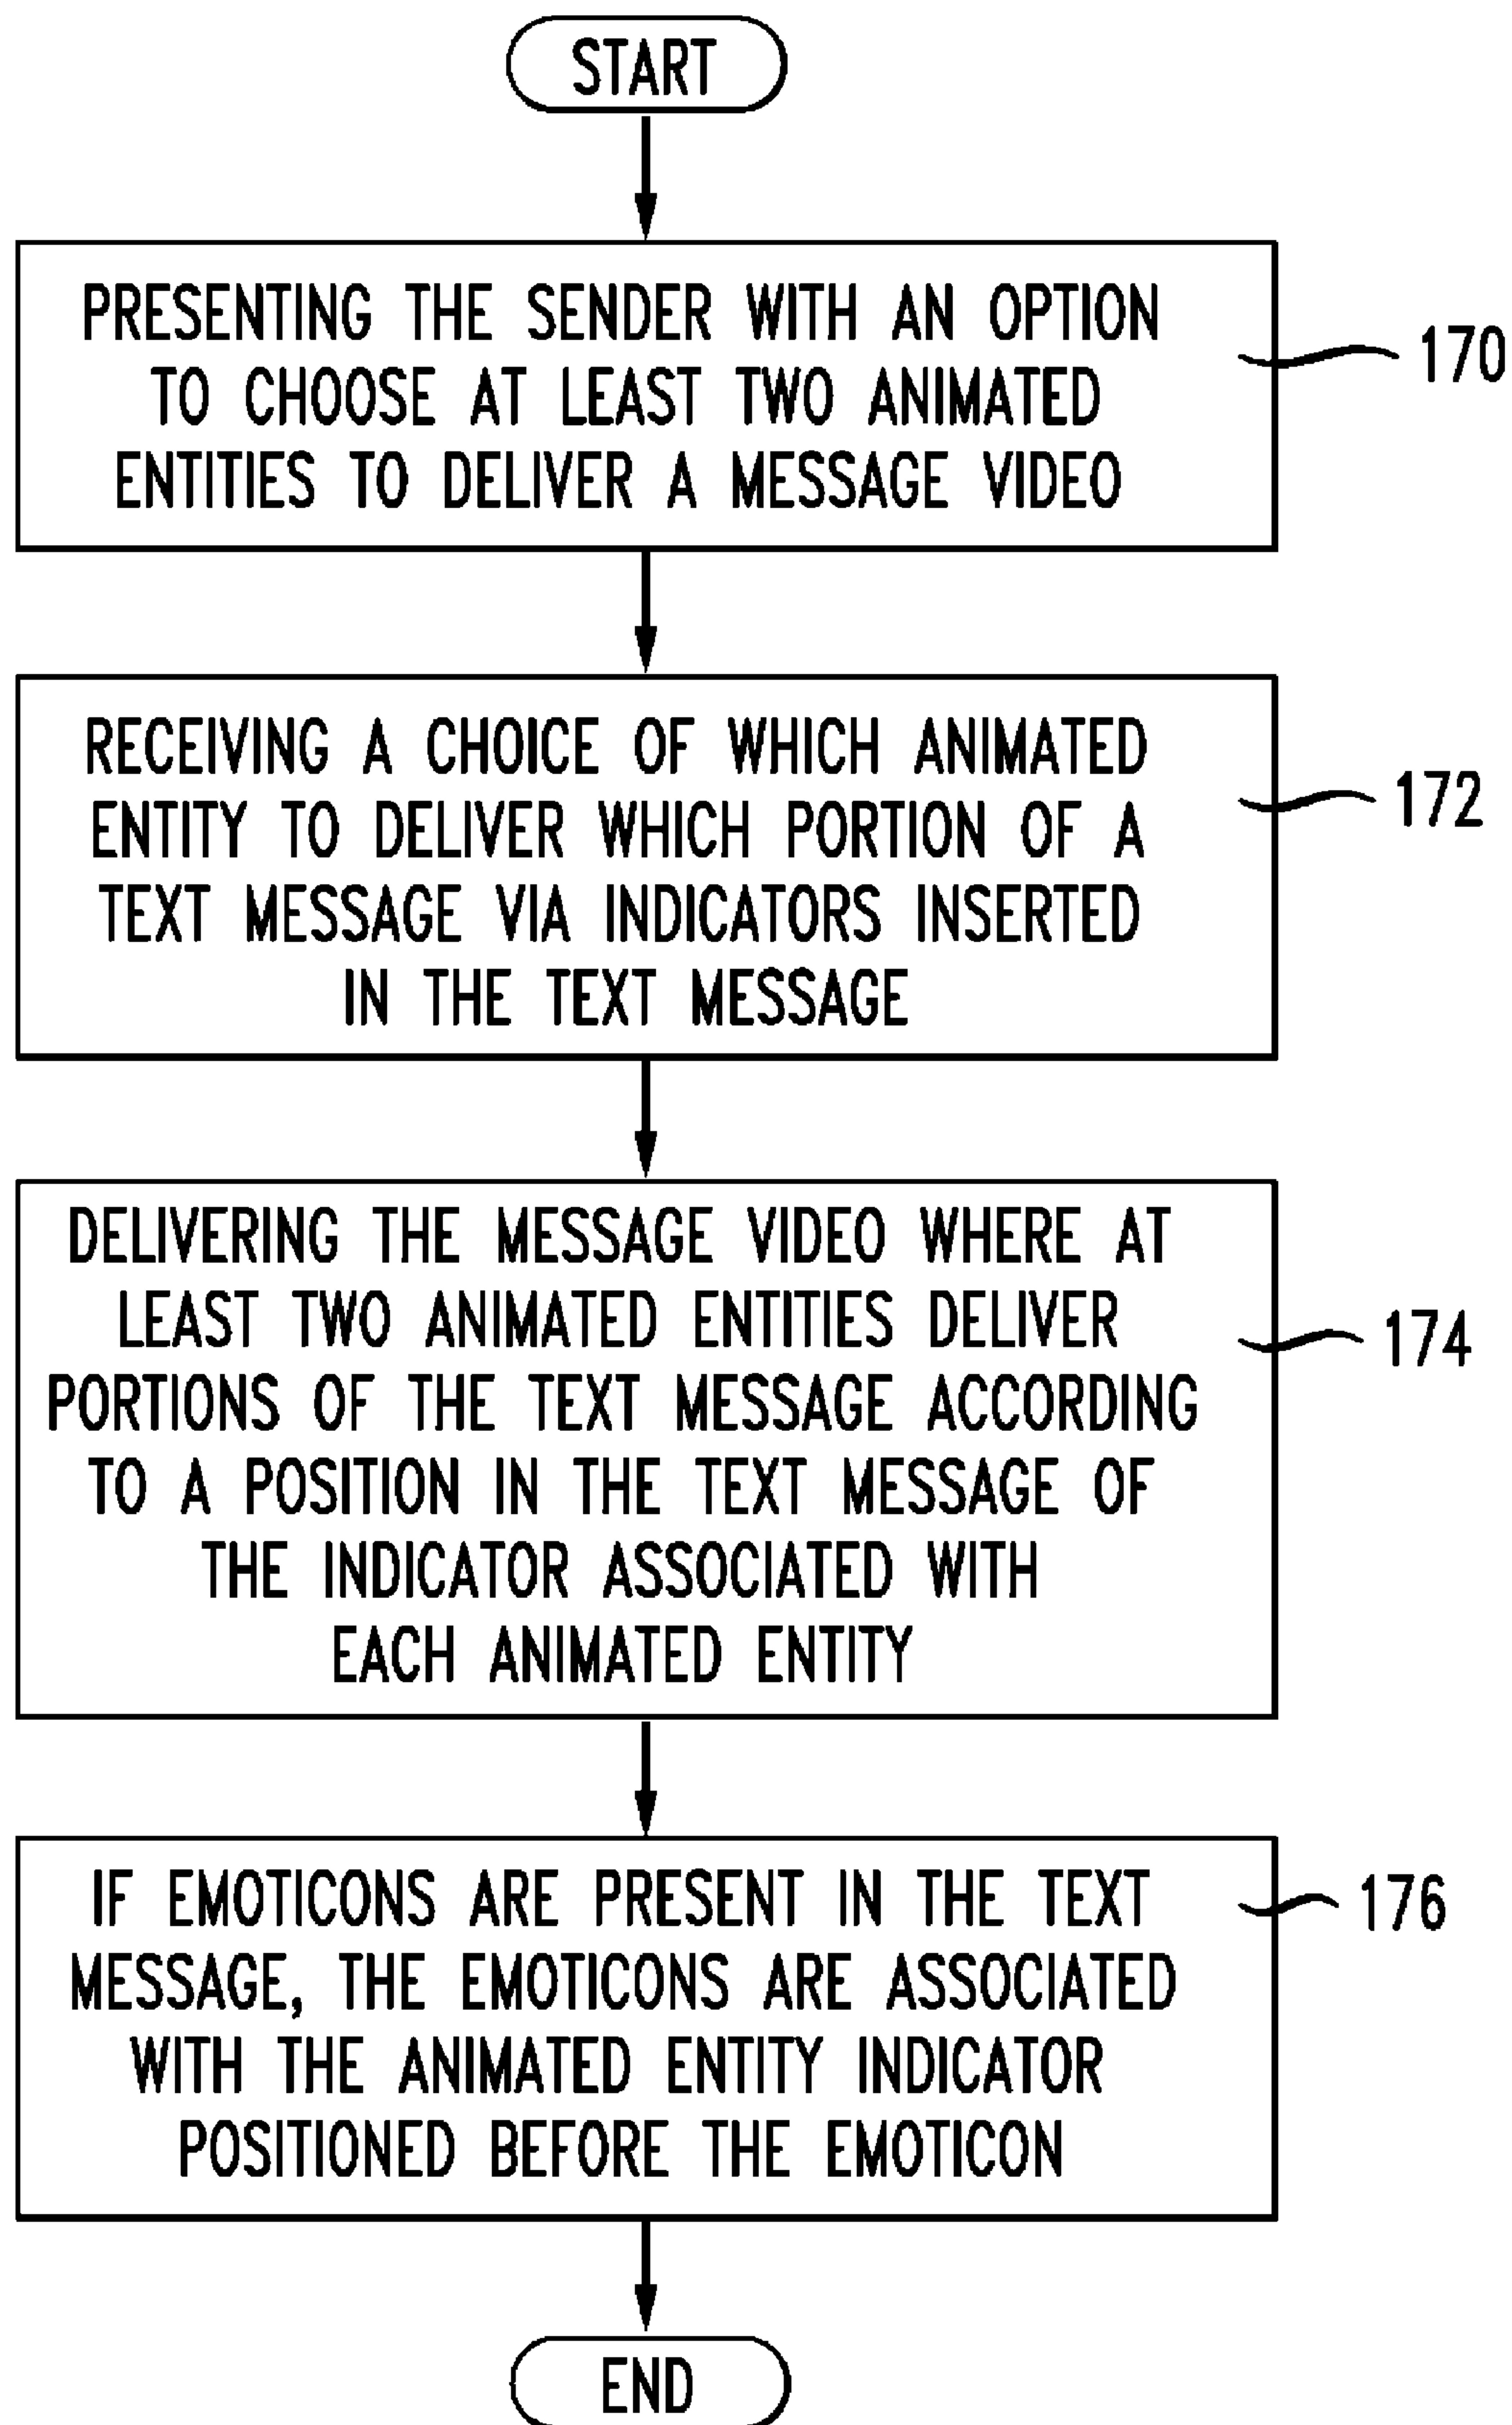 START
PRESENTING THE SENDER WITH AN OPTION
TO CHOOSE AT LEAST TWO ANIMATED
ENTITIES TO DELIVER A MESSAGE VIDEO
170
RECEIVING A CHOICE OF WHICH ANIMATED
ENTITY TO DELIVER WHICH PORTION OF A
TEXT MESSAGE VIA INDICATORS INSERTED
IN THE TEXT MESSAGE
172
DELIVERING THE MESSAGE VIDEO WHERE AT
LEAST TWO ANIMATED ENTITIES DELIVER
PORTIONS OF THE TEXT MESSAGE ACCORDING
TO A POSITION IN THE TEXT MESSAGE OF
THE INDICATOR ASSOCIATED WITH
EACH ANIMATED ENTITY
174
IF EMOTICONS ARE PRESENT IN THE TEXT
MESSAGE, THE EMOTICONS ARE ASSOCIATED
WITH THE ANIMATED ENTITY INDICATOR
POSITIONED BEFORE THE EMOTICON
176
END